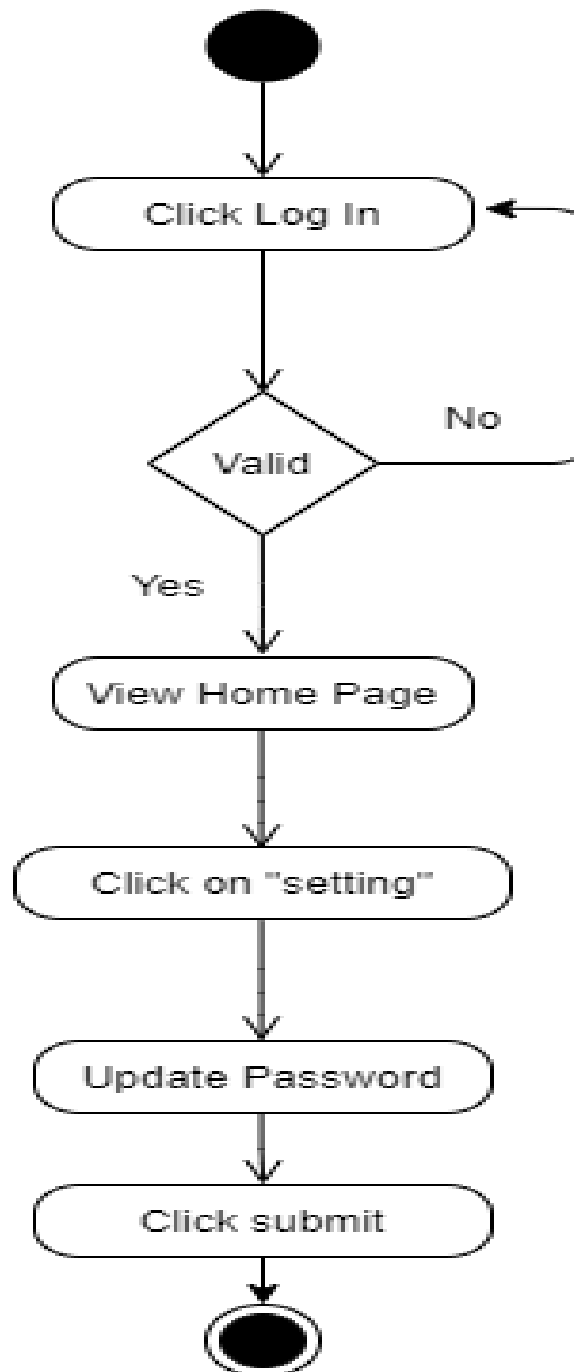 Click Log In
Valid
No
Yes
View Home Page
Click on "setting"
Update Password
Click submit